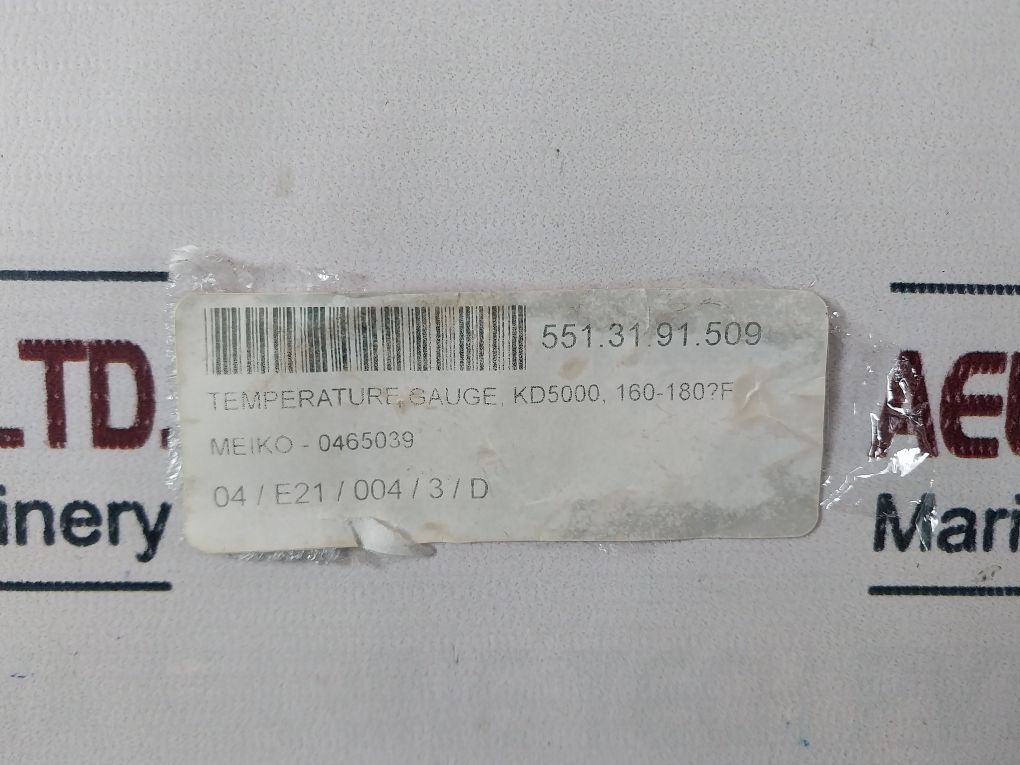 551.31.91.509
TEMPERATURE GAUGE, KD5000, 160-180?F
MEIKO - 0465039
04 / E21 / 004 / 3 / D
LTD.
inery
AE
Mari